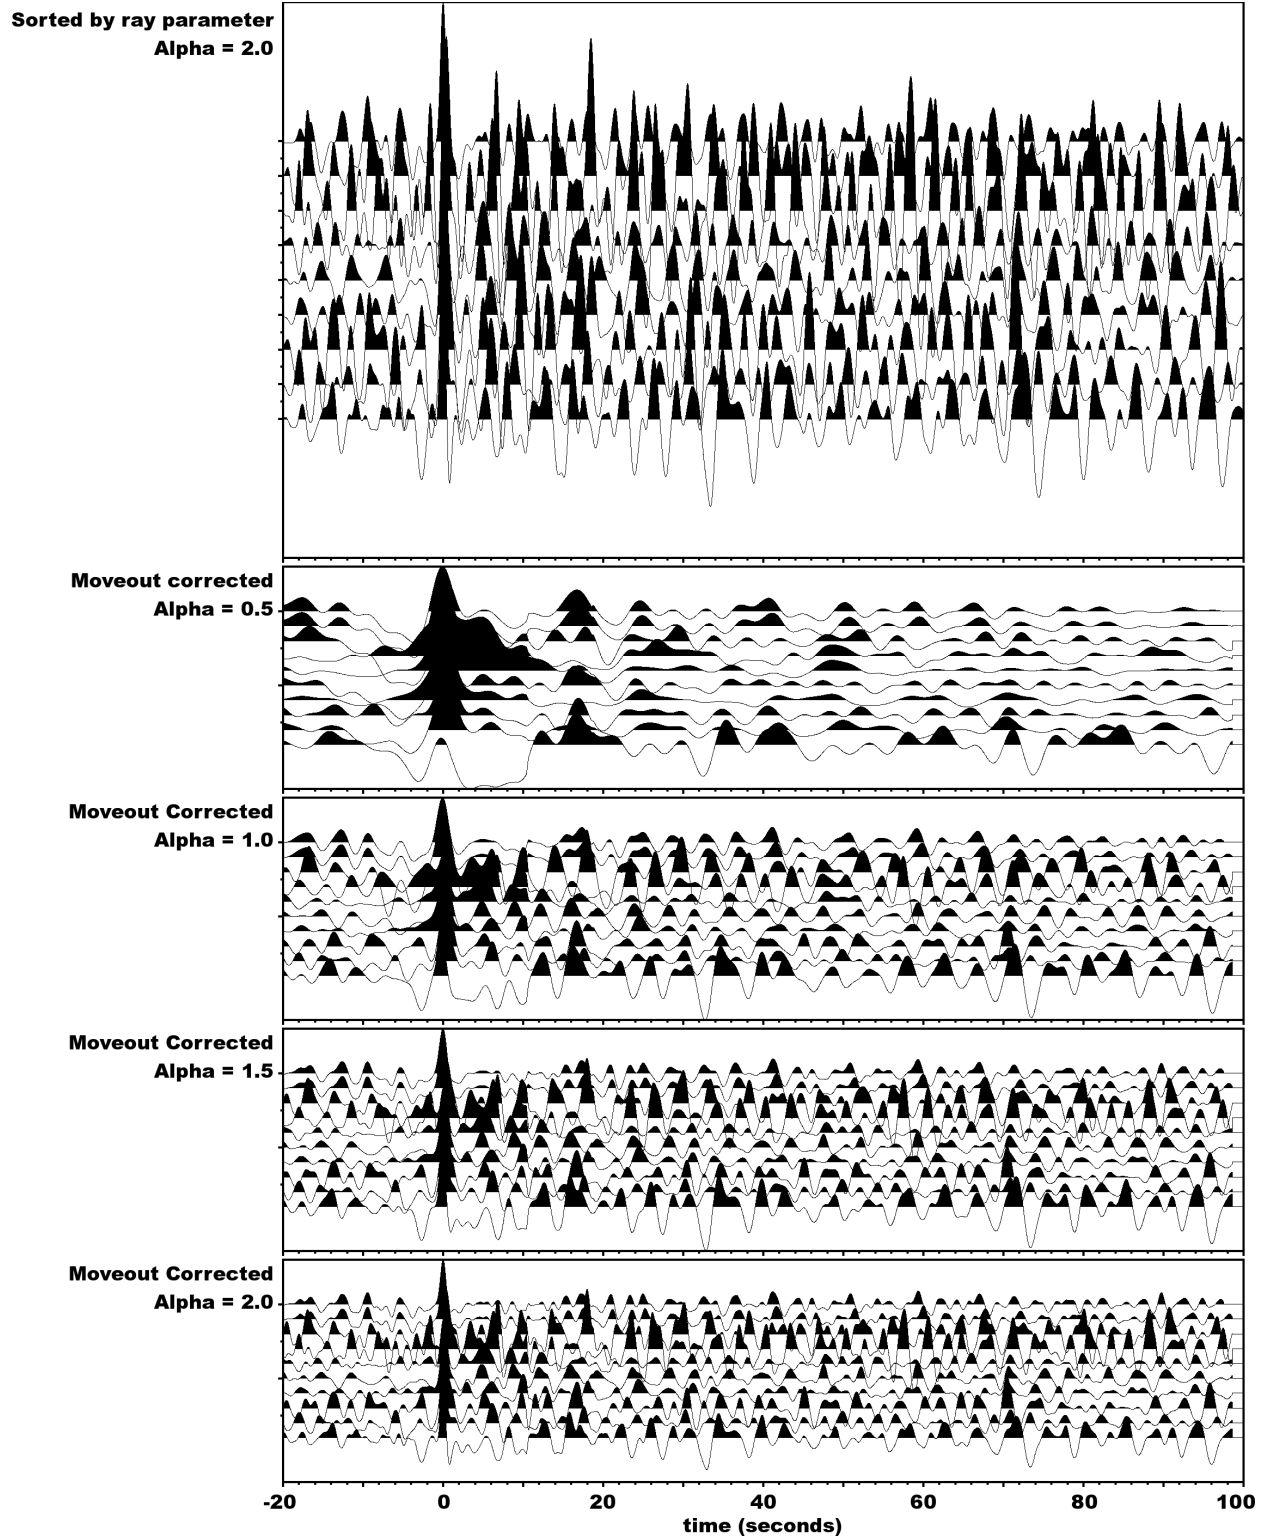 Sorted by ray parameter
Alpha = 2.0
Moveout corrected
Alpha = 0.5
Moveout Corrected
Alpha = 1.0
Moveout Corrected
Alpha = 1.5
Moveout Corrected
Alpha = 2.0
-20 0 20 40 60 80 100
time (seconds)